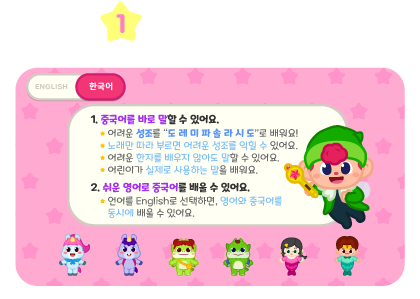 1
ENGLISH 한국어
1. 중국어를 바로 말할 수 있어요.
어려운 성조를 "도 레 미 파 솔 라 시 도"로 배워요!
노래만 따라 부르면 어려운 성조를 익힐 수 있어요.
어려운 한자를 배우지 않아도 말할 수 있어요.
어린이가 실제로 사용하는 말을 배워요.
2. 쉬운 영어로 중국어를 배울 수 있어요.
언어를 English로 선택하면, 영어와 중국어를
동시에 배울 수 있어요.